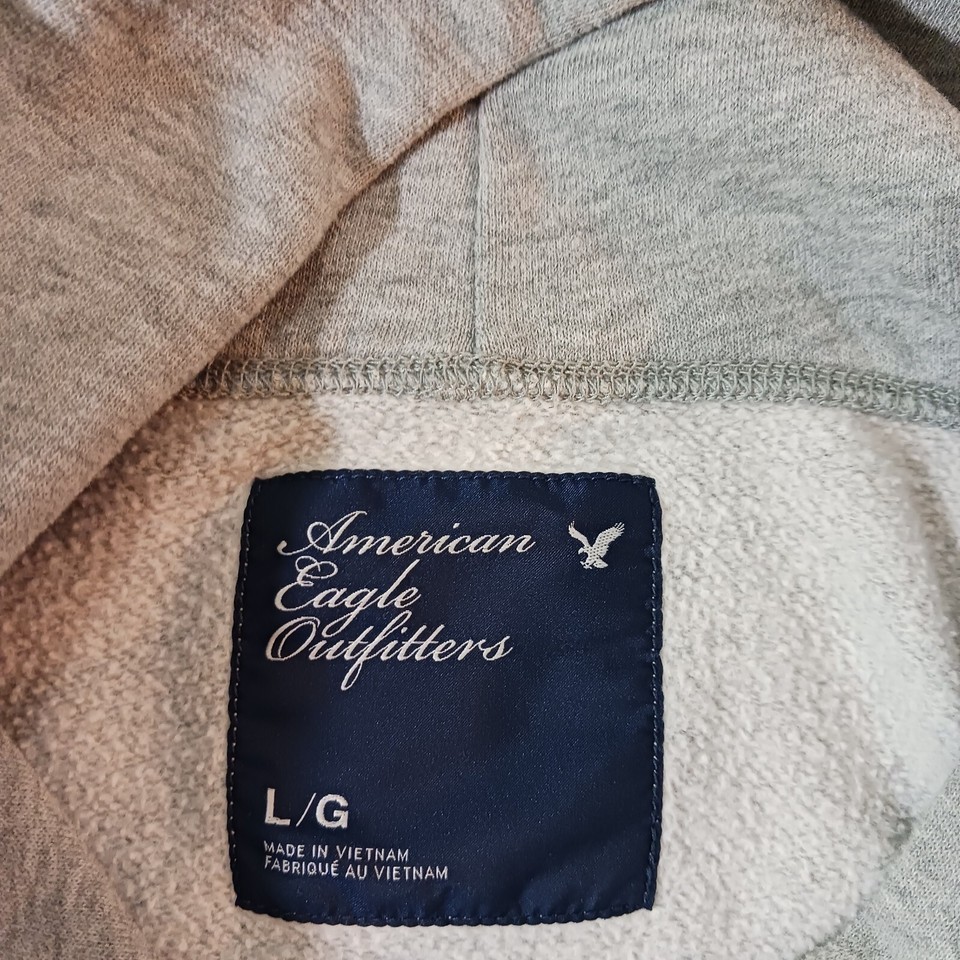 American
Eagle
Outfitters
L/G
MADE IN VIETNAM
FABRIQUÉ AU VIETNAM